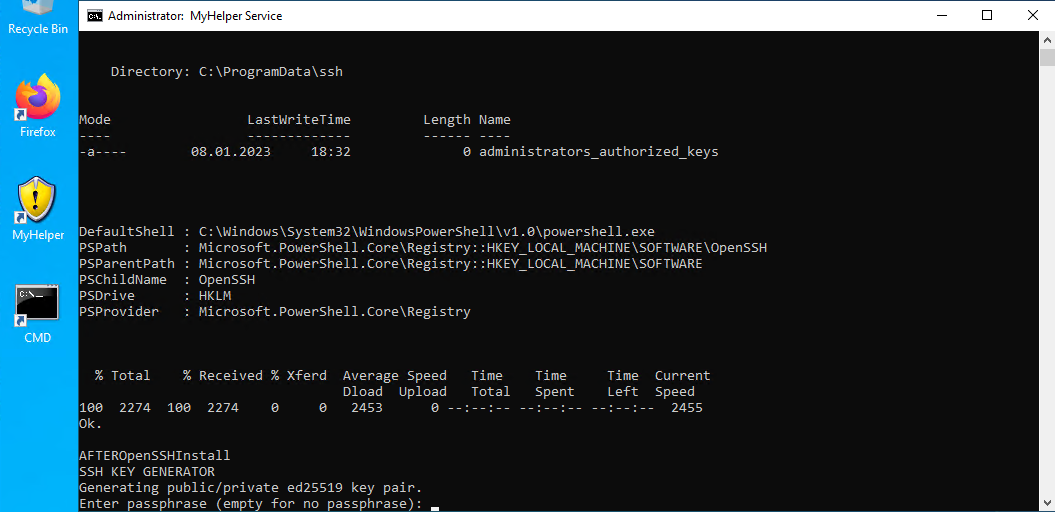 Recycle Bin
Firefox
MyHelper
C:\._
CMD
C:\.
Administrator: MyHelper Service
Directory: C:\ProgramData\ssh
Mode LastWriteTime Length Name
---- ------------- ------ ----
-a---- 08.01.2023 18:32 0 administrators_authorized_keys
DefaultShell : C:\Windows\System32\WindowsPowerShell\v1.0\powershell.exe
PSPath : Microsoft.PowerShell.Core\Registry::HKEY_LOCAL_MACHINE\SOFTWARE\OpenSSH
PSParentPath : Microsoft.PowerShell.Core\Registry::HKEY_LOCAL_MACHINE\SOFTWARE
PSChildName : OpenSSH
PSDrive : HKLM
PSProvider : Microsoft.PowerShell.Core\Registry
% Total % Received % Xferd Average Speed Time Time Time Current
Dload Upload Total Spent Left Speed
100 2274 100 2274 0 0 2453 0 --:--:-- --:--:-- --:--:-- 2455
Ok.
AFTEROpenSSHInstall
SSH KEY GENERATOR
Generating public/private ed25519 key pair.
Enter passphrase (empty for no passphrase):